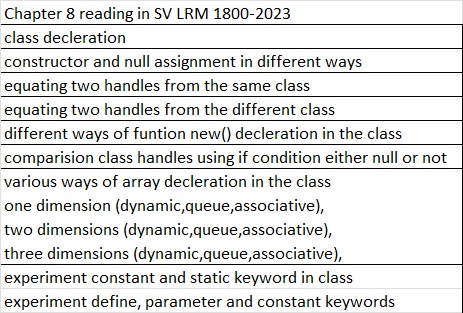 Chapter 8 reading in SV LRM 1800-2023
class decleration
constructor and null assignment in different ways
equating two handles from the same class
equating two handles from the different class
different ways of funtion new() decleration in the class
comparision class handles using if condition either null or not
various ways of array decleration in the class
one dimension (dynamic,queue,associative),
two dimensions (dynamic,queue,associative),
three dimensions (dynamic,queue,associative),
experiment constant and static keyword in class
experiment define, parameter and constant keywords